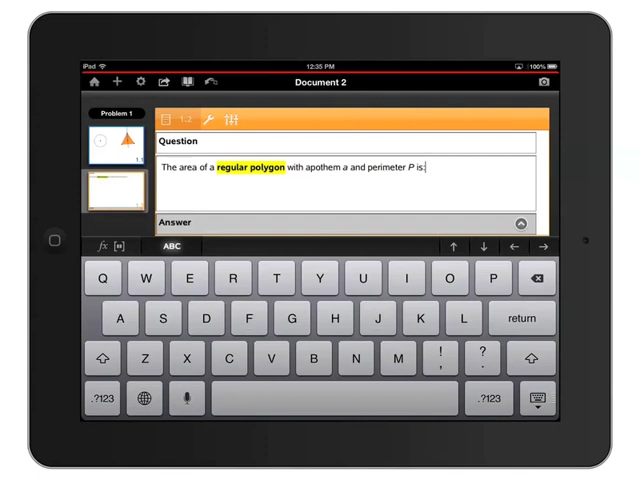 iPad 12:35 PM 100%
Document 2
Problem 1
1.2
Question
1.1
The area of a regular polygon with apothem a and perimeter P is:
Answer
fx ABC
Q W E R T Y U I O P
A S D F G H J K L return
Z X C V B N M ! , ? .
.?123 .?123